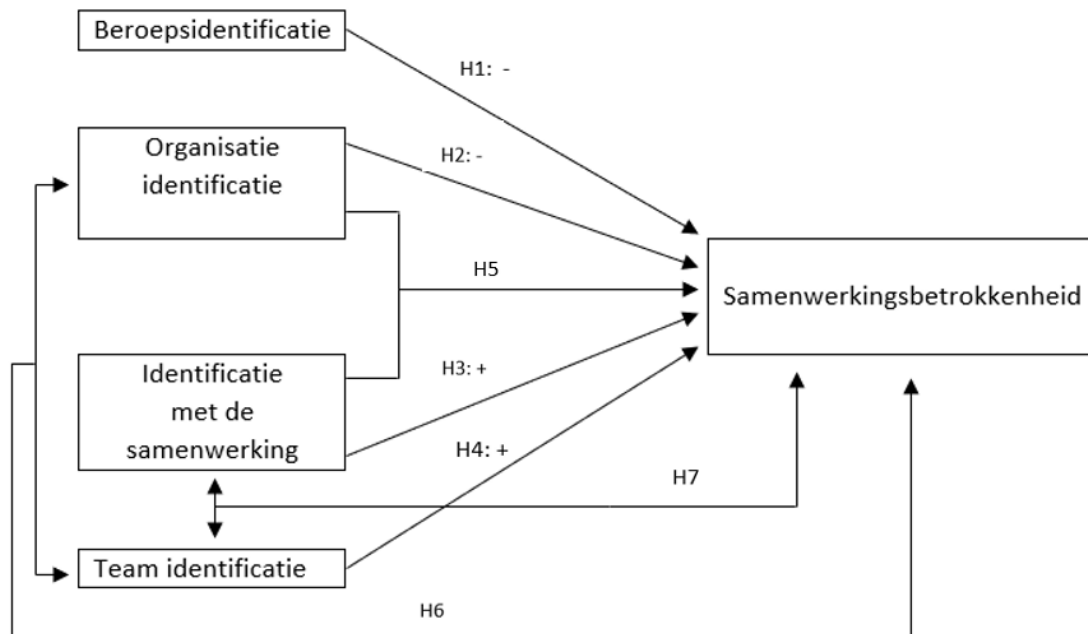 Beroepsidentificatie
H1: -
Organisatie
identificatie
H2: -
H5
Samenwerkingsbetrokkenheid
Identificatie
met de
samenwerking
H3: +
H4: +
H7
Team identificatie
H6